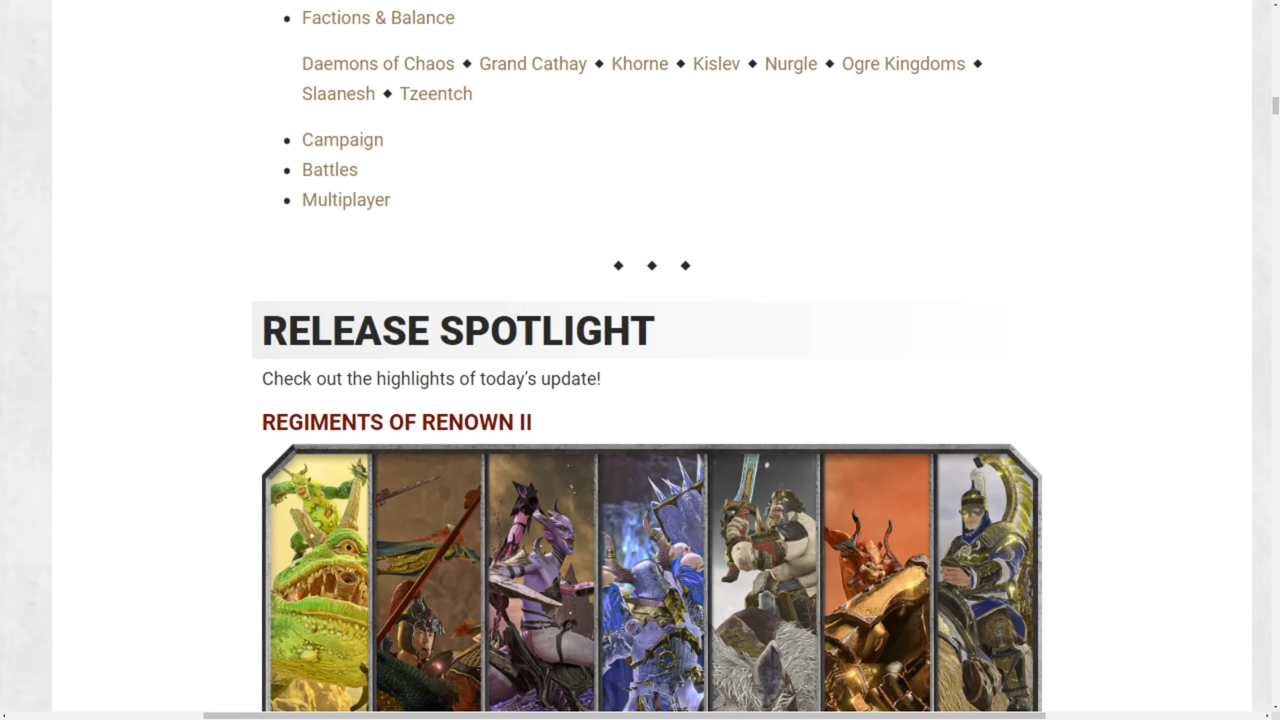 Factions & Balance
Daemons of Chaos ◆ Grand Cathay ◆ Khorne ◆ Kislev ◆ Nurgle ◆ Ogre Kingdoms ◆
Slaanesh ◆ Tzeentch
Campaign
Battles
Multiplayer
RELEASE SPOTLIGHT
Check out the highlights of today’s update!
REGIMENTS OF RENOWN II